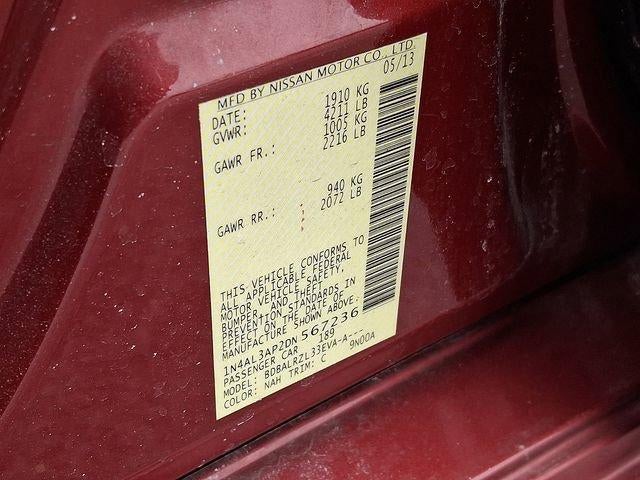 MFD BY NISSAN MOTOR CO., LTD.
DATE: 05/13
GVWR: 1910 KG
4211 LB
GAWR FR.: 1005 KG
2216 LB
GAWR RR.: 940 KG
2072 LB
THIS VEHICLE CONFORMS TO
ALL APPLICABLE FEDERAL
MOTOR VEHICLE SAFETY,
BUMPER, AND THEFT
PREVENTION STANDARDS IN
EFFECT ON THE DATE OF
MANUFACTURE SHOWN ABOVE.
1N4AL3AP2DN 567236
PASSENGER CAR 189
MODEL: BDBALRZL33EVA-A---
COLOR: NAH TRIM: C 9N00A